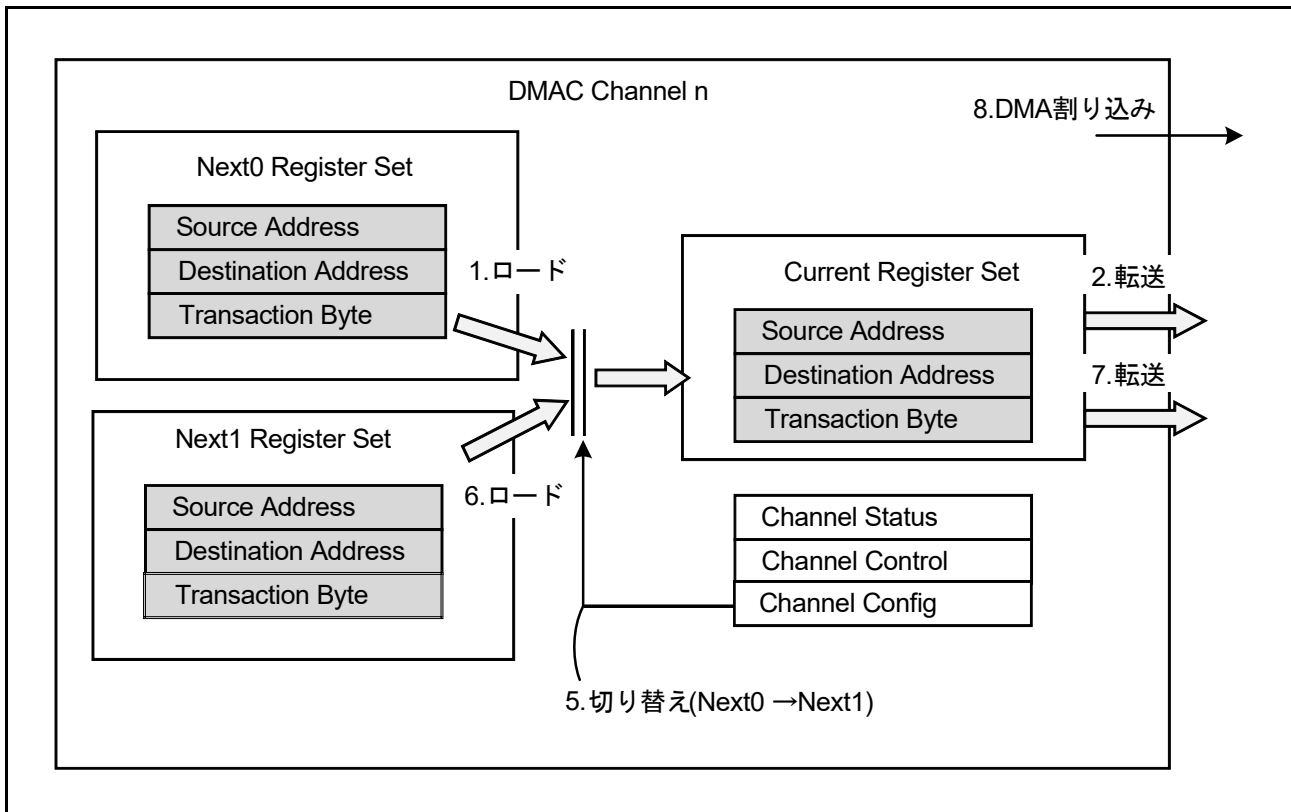 DMAC Channel n
8.DMA割り込み
Next0 Register Set
Source Address
Destination Address
Transaction Byte
1.ロード
Current Register Set
Source Address
Destination Address
Transaction Byte
2.転送
7.転送
Next1 Register Set
Source Address
Destination Address
Transaction Byte
6.ロード
Channel Status
Channel Control
Channel Config
5.切り替え(Next0 →Next1)